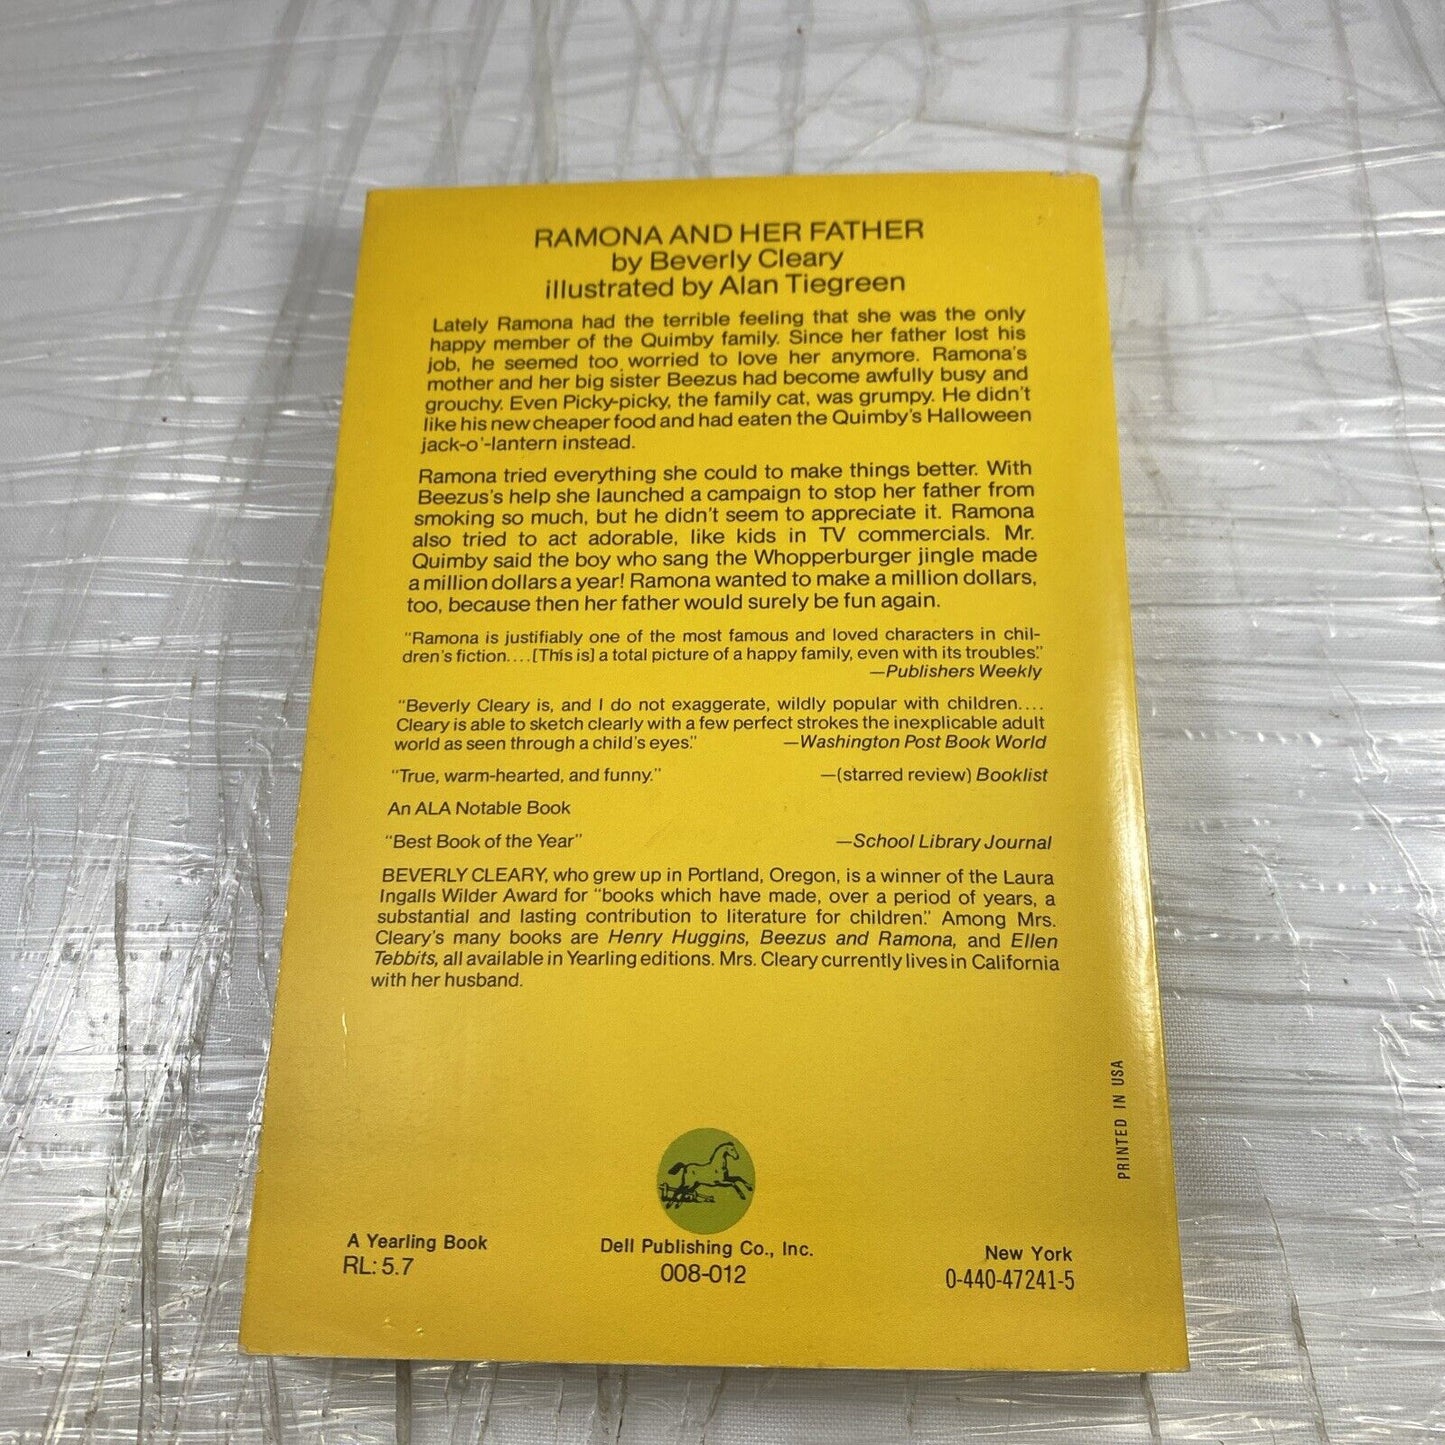 RAMONA AND HER FATHER
by Beverly Cleary
illustrated by Alan Tiegreen
Lately Ramona had the terrible feeling that she was the only
happy member of the Quimby family. Since her father lost his
job, he seemed too worried to love her anymore. Ramona's
mother and her big sister Beezus had become awfully busy and
grouchy. Even Picky-picky, the family cat, was grumpy. He didn't
like his new cheaper food and had eaten the Quimby's Halloween
jack-o'-lantern instead.
Ramona tried everything she could to make things better. With
Beezus's help she launched a campaign to stop her father from
smoking so much, but he didn't seem to appreciate it. Ramona
also tried to act adorable, like kids in TV commercials. Mr.
Quimby said the boy who sang the Whopperburger jingle made
a million dollars a year! Ramona wanted to make a million dollars,
too, because then her father would surely be fun again.
"Ramona is justifiably one of the most famous and loved characters in chil-
dren's fiction....[This is] a total picture of a happy family, even with its troubles."
—Publishers Weekly
"Beverly Cleary is, and I do not exaggerate, wildly popular with children....
Cleary is able to sketch clearly with a few perfect strokes the inexplicable adult
world as seen through a child's eyes." —Washington Post Book World
"True, warm-hearted, and funny." —(starred review) Booklist
An ALA Notable Book
"Best Book of the Year" —School Library Journal
BEVERLY CLEARY, who grew up in Portland, Oregon, is a winner of the Laura
Ingalls Wilder Award for "books which have made, over a period of years, a
substantial and lasting contribution to literature for children." Among Mrs.
Cleary's many books are Henry Huggins, Beezus and Ramona, and Ellen
Tebbits, all available in Yearling editions. Mrs. Cleary currently lives in California
with her husband.
PRINTED IN USA
A Yearling Book
RL: 5.7
Dell Publishing Co., Inc.
008-012
New York
0-440-47241-5